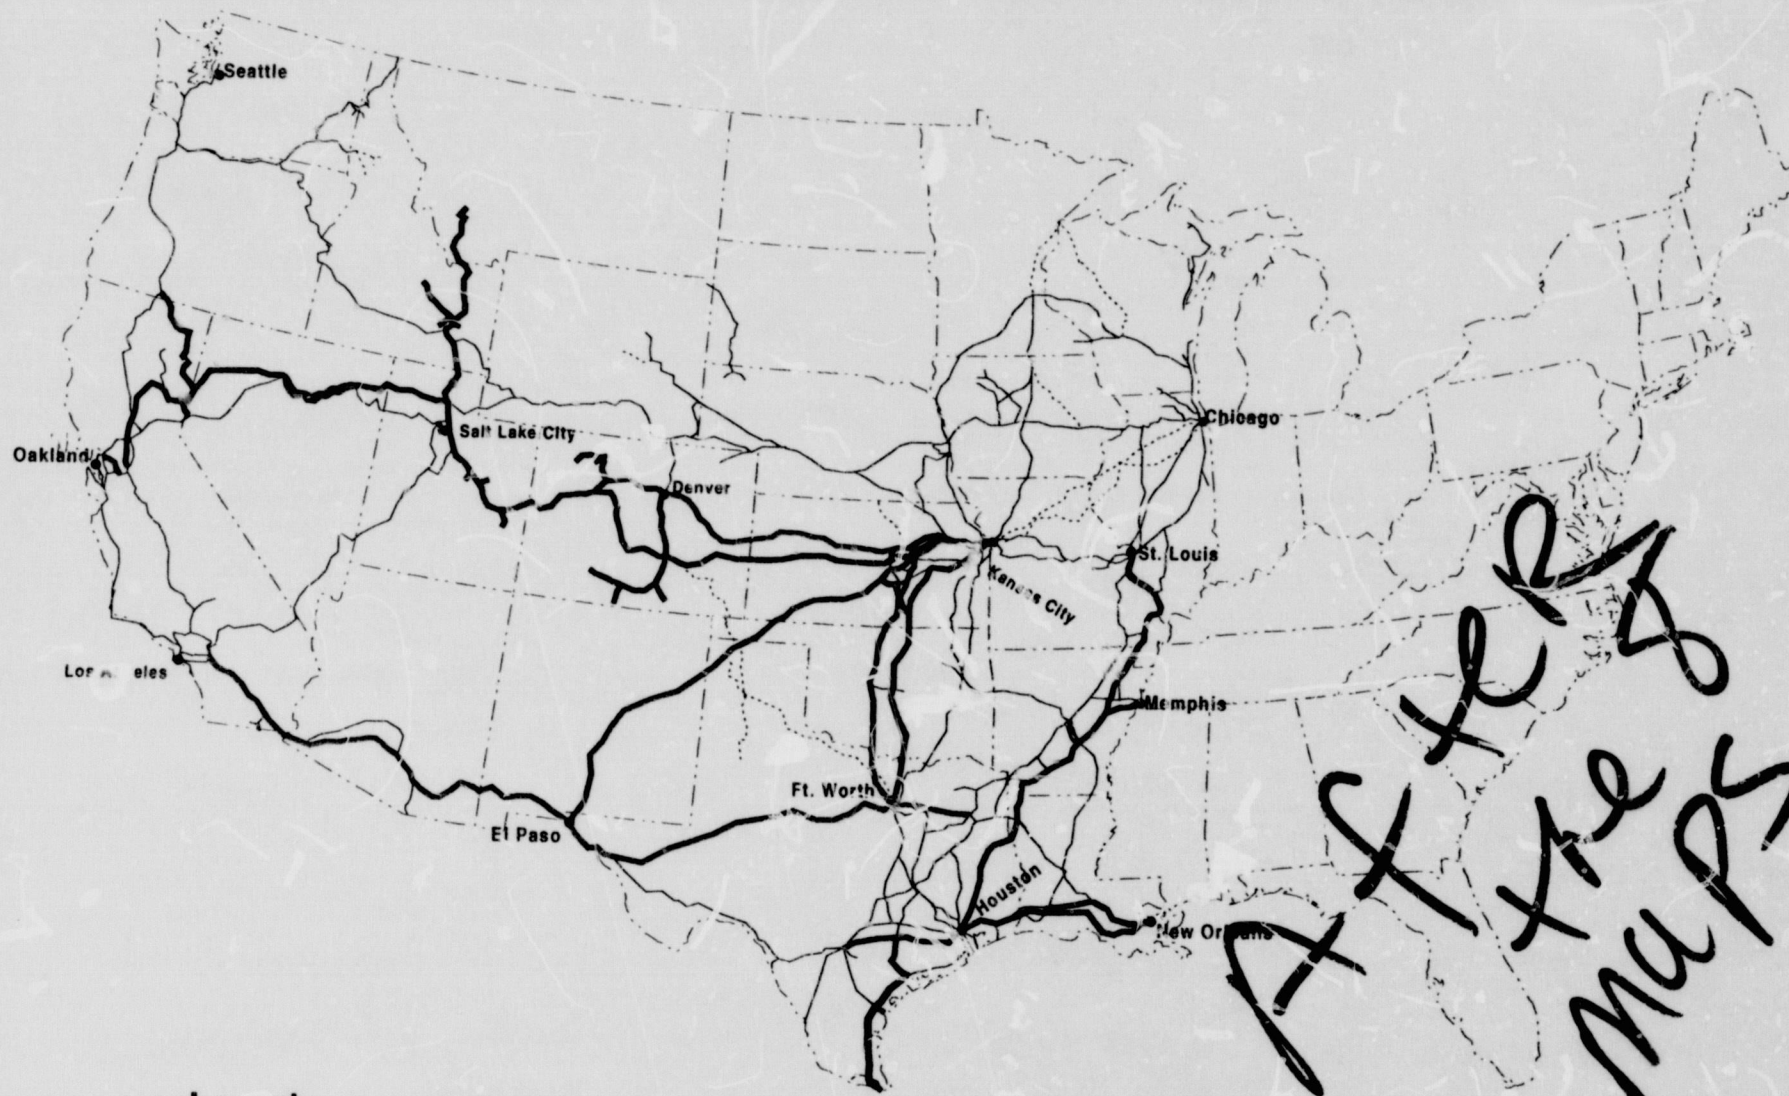 Seattle
Chicago
Salt Lake City
Oakland
Denver
St. Louis
Kansas City
Memphis
Ft. Worth
El Paso
Houston
New Orleans
AfteR
the 8
maps